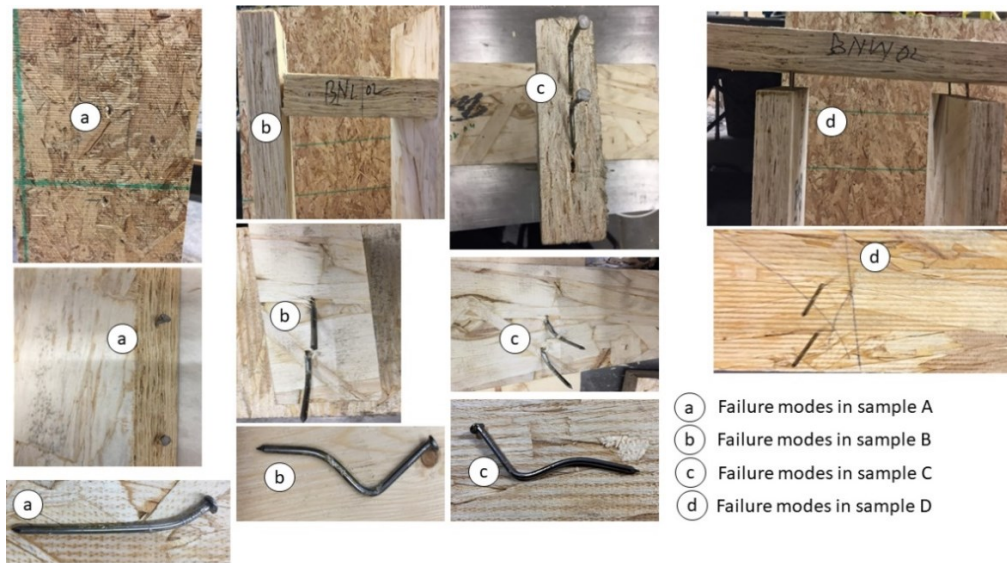 a
b
BNL 02
c
d
BNW 02
a
b
c
d
a
b
c
a Failure modes in sample A
b Failure modes in sample B
c Failure modes in sample C
d Failure modes in sample D